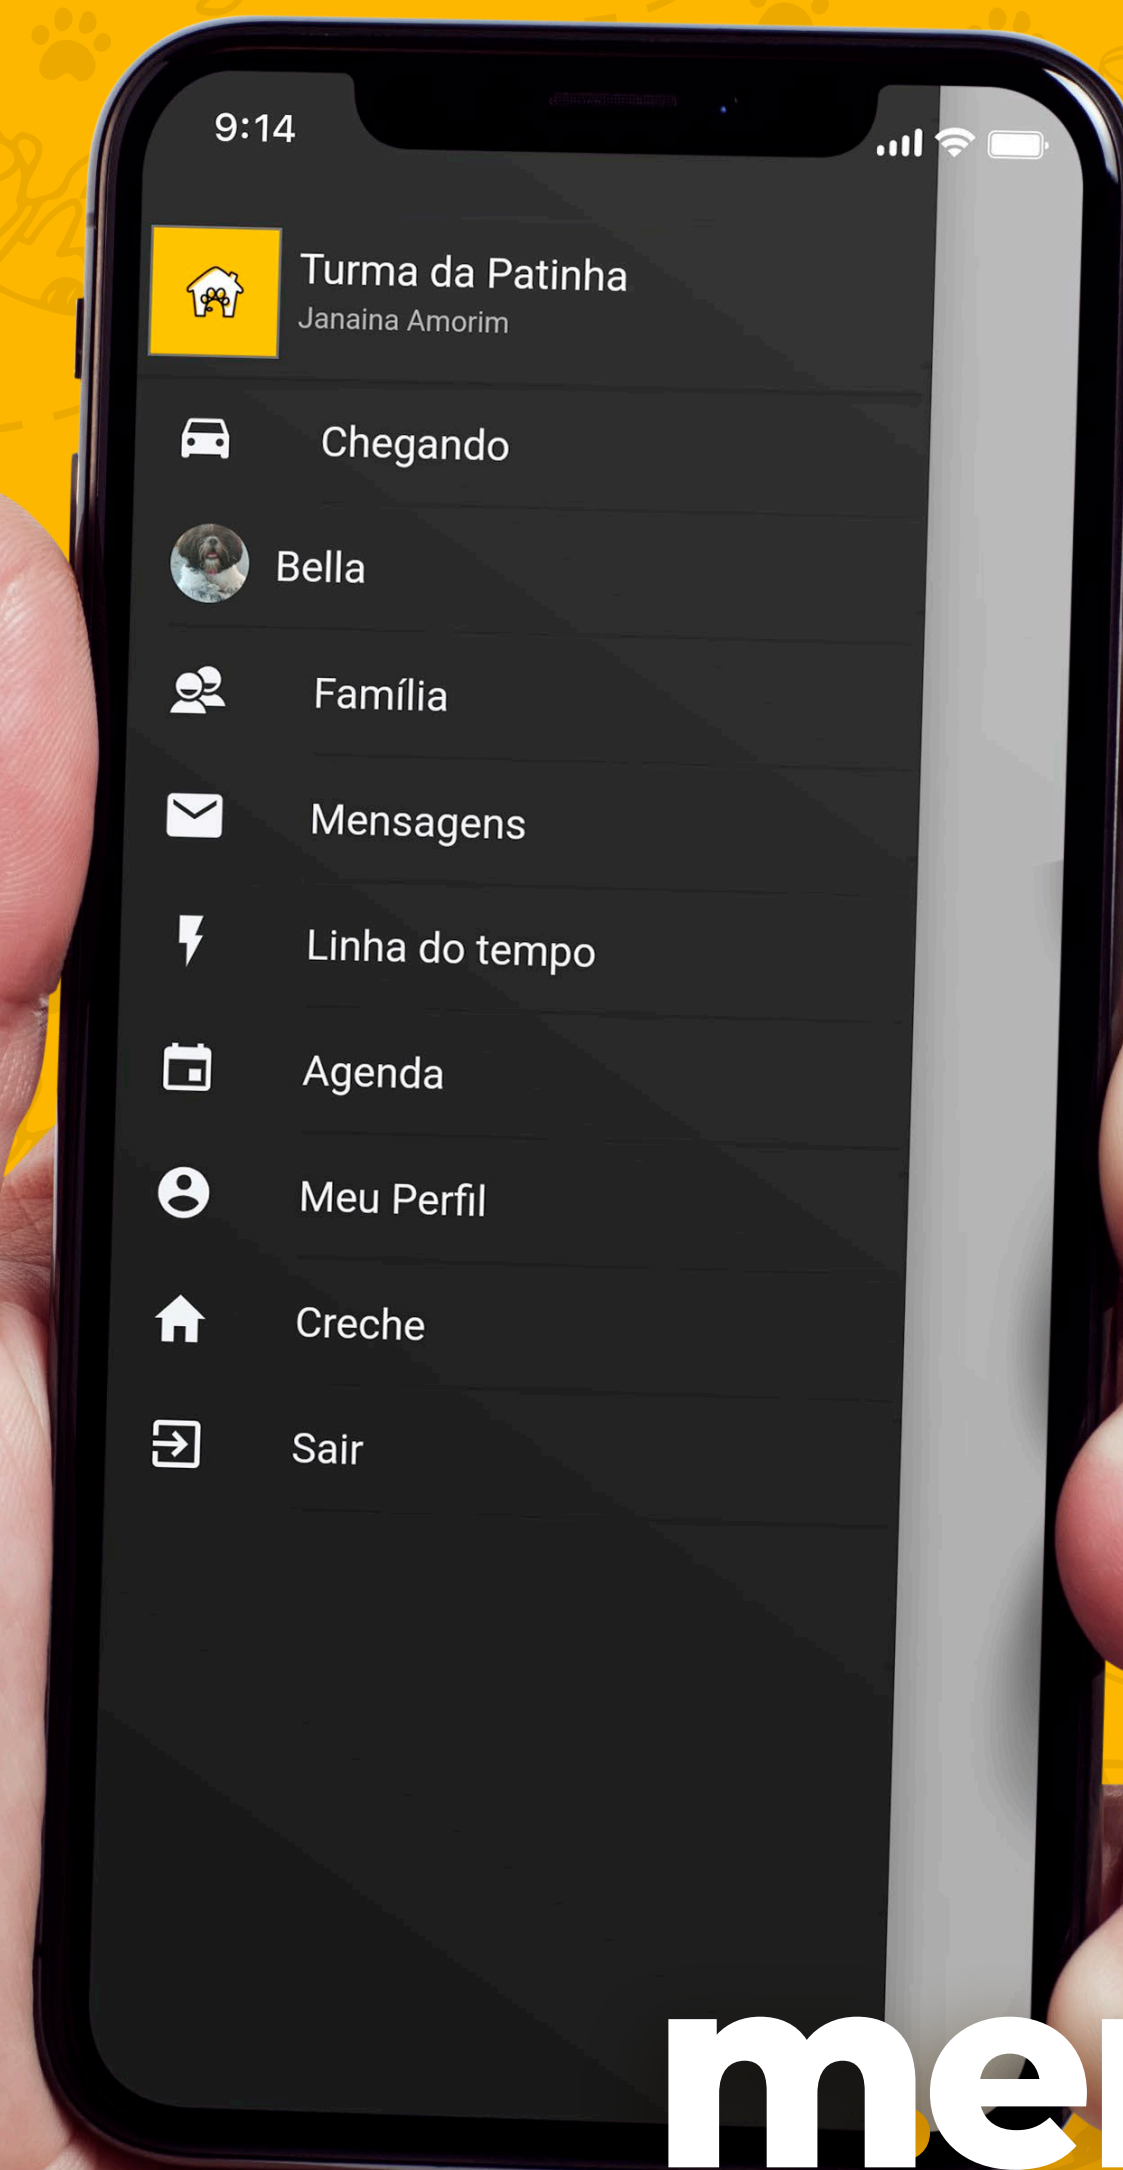 9:14
Turma da Patinha
Janaina Amorim
Chegando
Bella
Família
Mensagens
Linha do tempo
Agenda
Meu Perfil
Creche
Sair